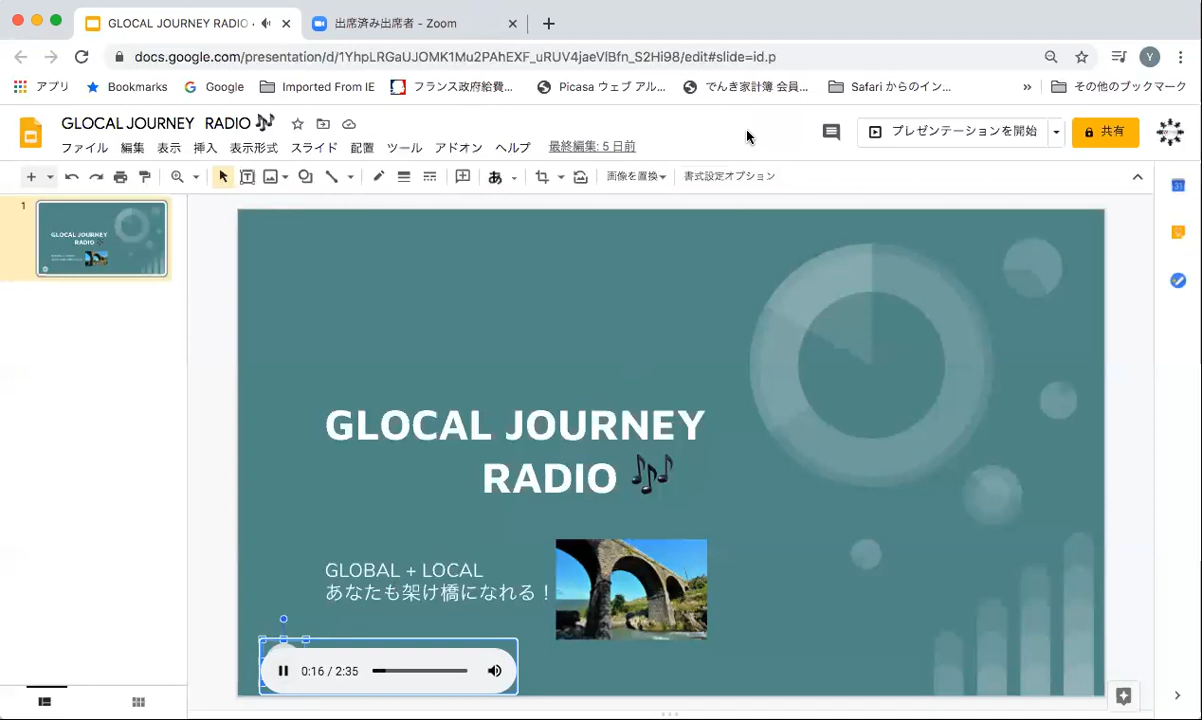 GLOCAL JOURNEY RADIO
出席済み出席者 - Zoom
docs.google.com/presentation/d/1YhpLRGaUJOMK1Mu2PAhEXF_uRUV4jaeVlBfn_S2Hi98/edit#slide=id.p
Y
アプリ
Bookmarks
Google
Imported From IE
フランス政府給費...
Picasa ウェブ アル...
でんき家計簿 会員...
Safari からのイン...
»
その他のブックマーク
GLOCAL JOURNEY RADIO 🎶
プレゼンテーションを開始
共有
ファイル 編集 表示 挿入 表示形式 スライド 配置 ツール アドオン ヘルプ 最終編集: 5 日前
あ
画像を置換
書式設定オプション
31
1
GLOCAL JOURNEY
RADIO
GLOCAL JOURNEY
RADIO 🎶
GLOBAL + LOCAL
あなたも架け橋になれる！
0:16 / 2:35